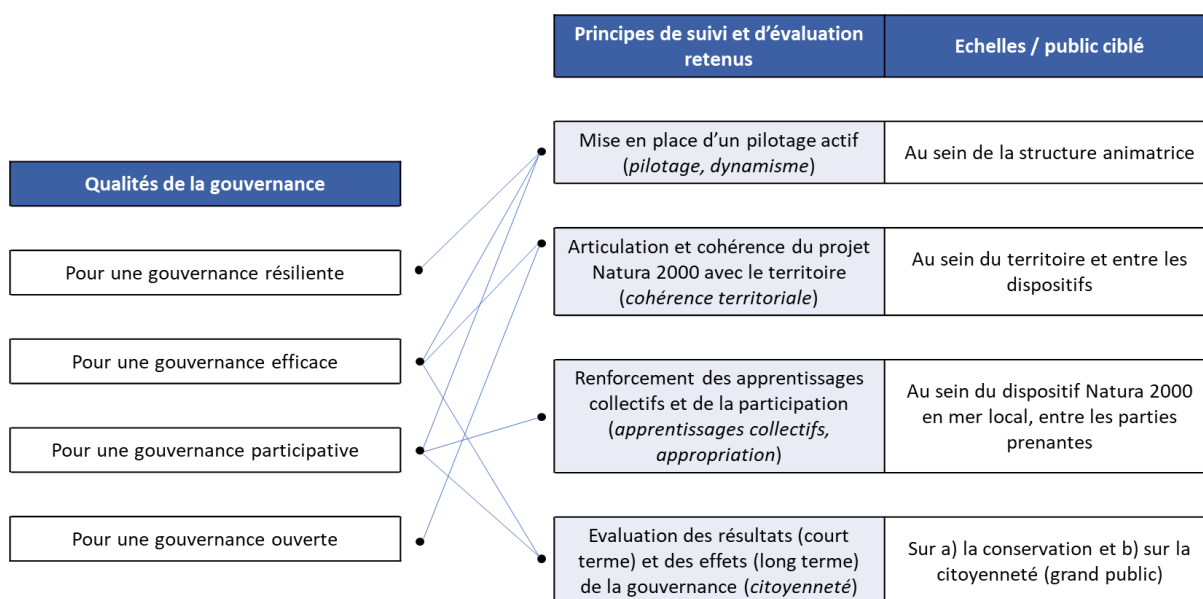 Principes de suivi et d'évaluation
retenus
Echelles / public ciblé
Qualités de la gouvernance
Pour une gouvernance résiliente
Pour une gouvernance efficace
Pour une gouvernance participative
Pour une gouvernance ouverte
Mise en place d'un pilotage actif
(pilotage, dynamisme)
Au sein de la structure animatrice
Articulation et cohérence du projet
Natura 2000 avec le territoire
(cohérence territoriale)
Au sein du territoire et entre les
dispositifs
Renforcement des apprentissages
collectifs et de la participation
(apprentissages collectifs,
appropriation)
Au sein du dispositif Natura 2000
en mer local, entre les parties
prenantes
Evaluation des résultats (court
terme) et des effets (long terme)
de la gouvernance (citoyenneté)
Sur a) la conservation et b) sur la
citoyenneté (grand public)